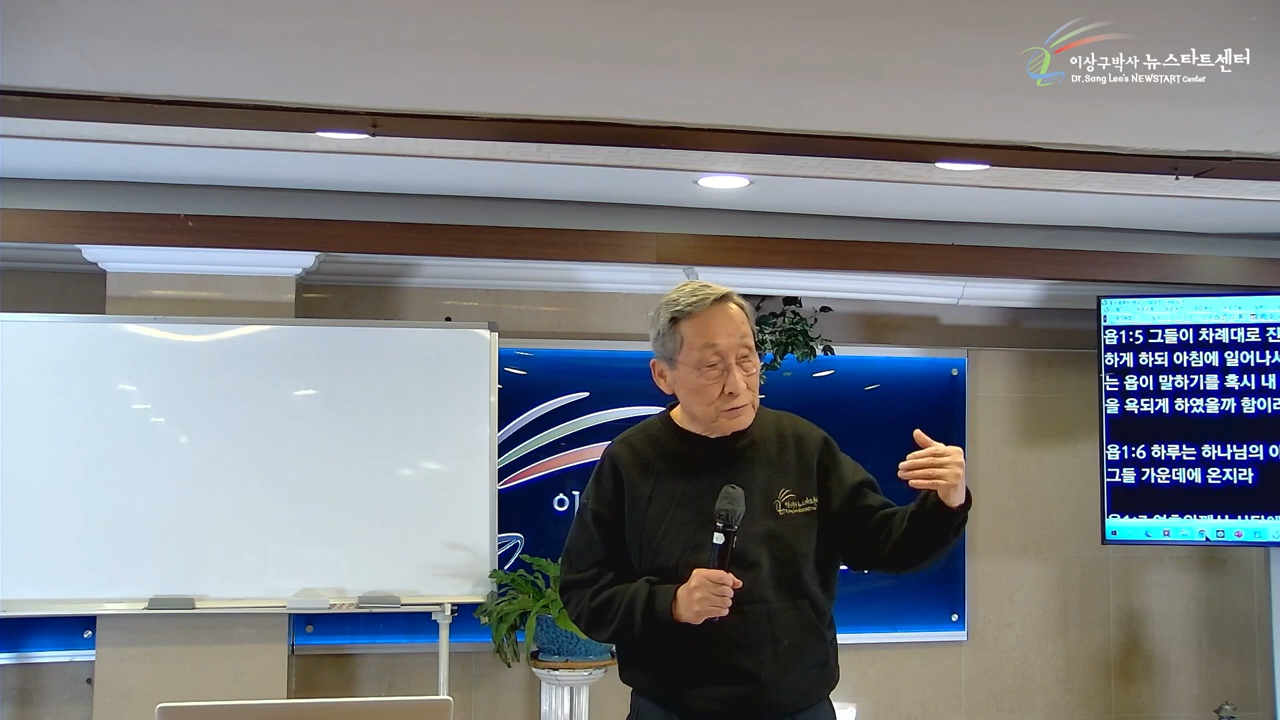 이상구박사 뉴스타트센터
Dr. Sang Lee's NEWSTART Center
욥1:5 그들이 차례대로 진
하게 하되 아침에 일어나서
는 욥이 말하기를 혹시 내
을 욕되게 하였을까 함이라
욥1:6 하루는 하나님의 아
그들 가운데에 온지라